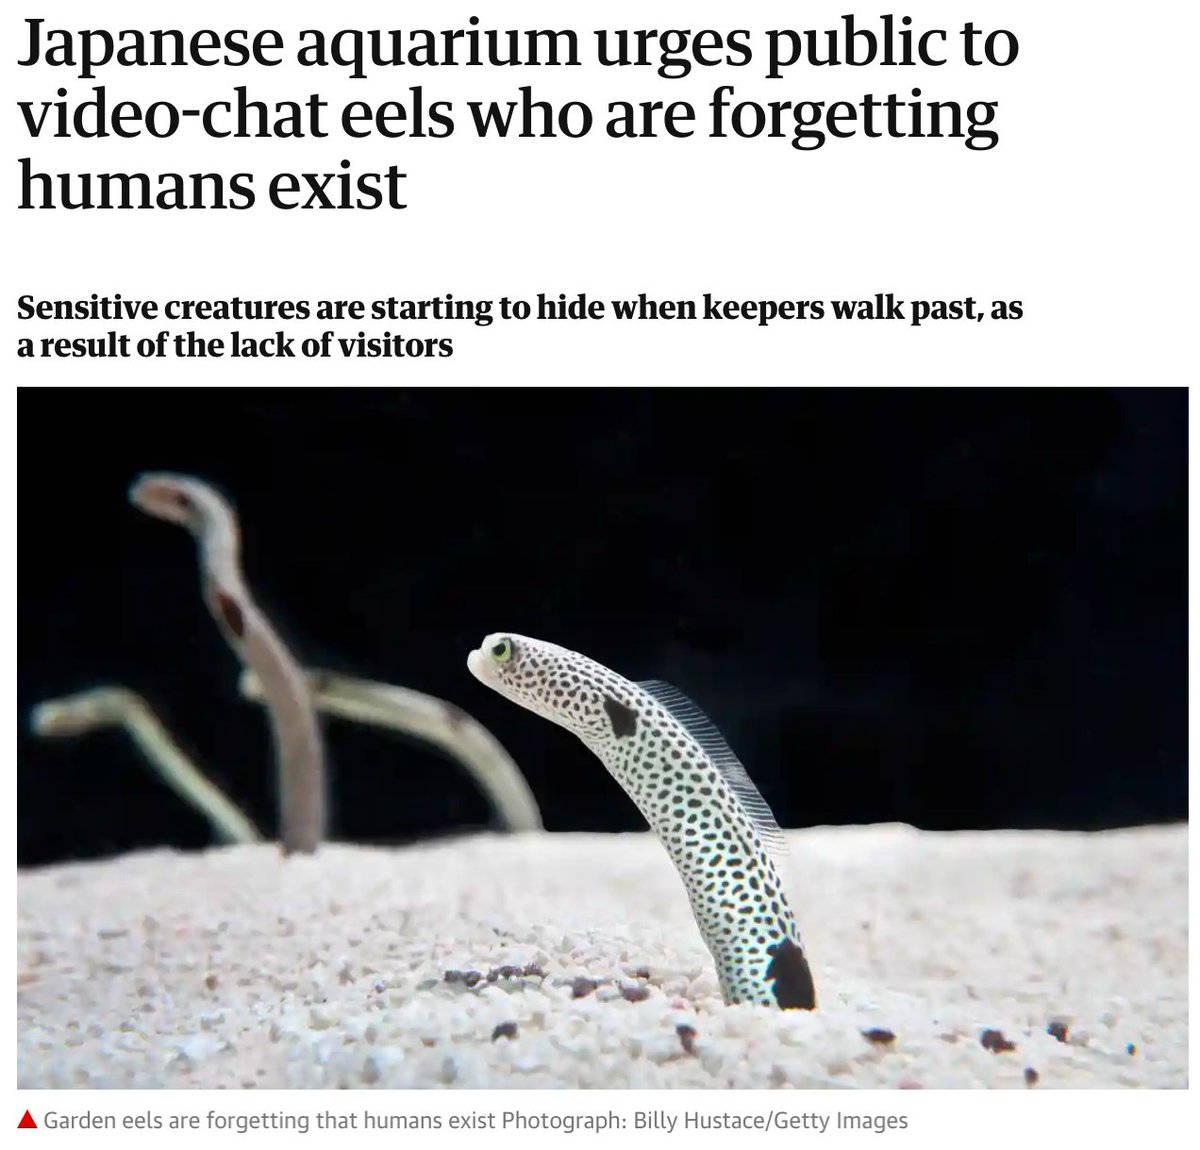 Japanese aquarium urges public to
video-chat eels who are forgetting
humans exist
Sensitive creatures are starting to hide when keepers walk past, as
a result of the lack of visitors
Garden eels are forgetting that humans exist Photograph: Billy Hustace/Getty Images